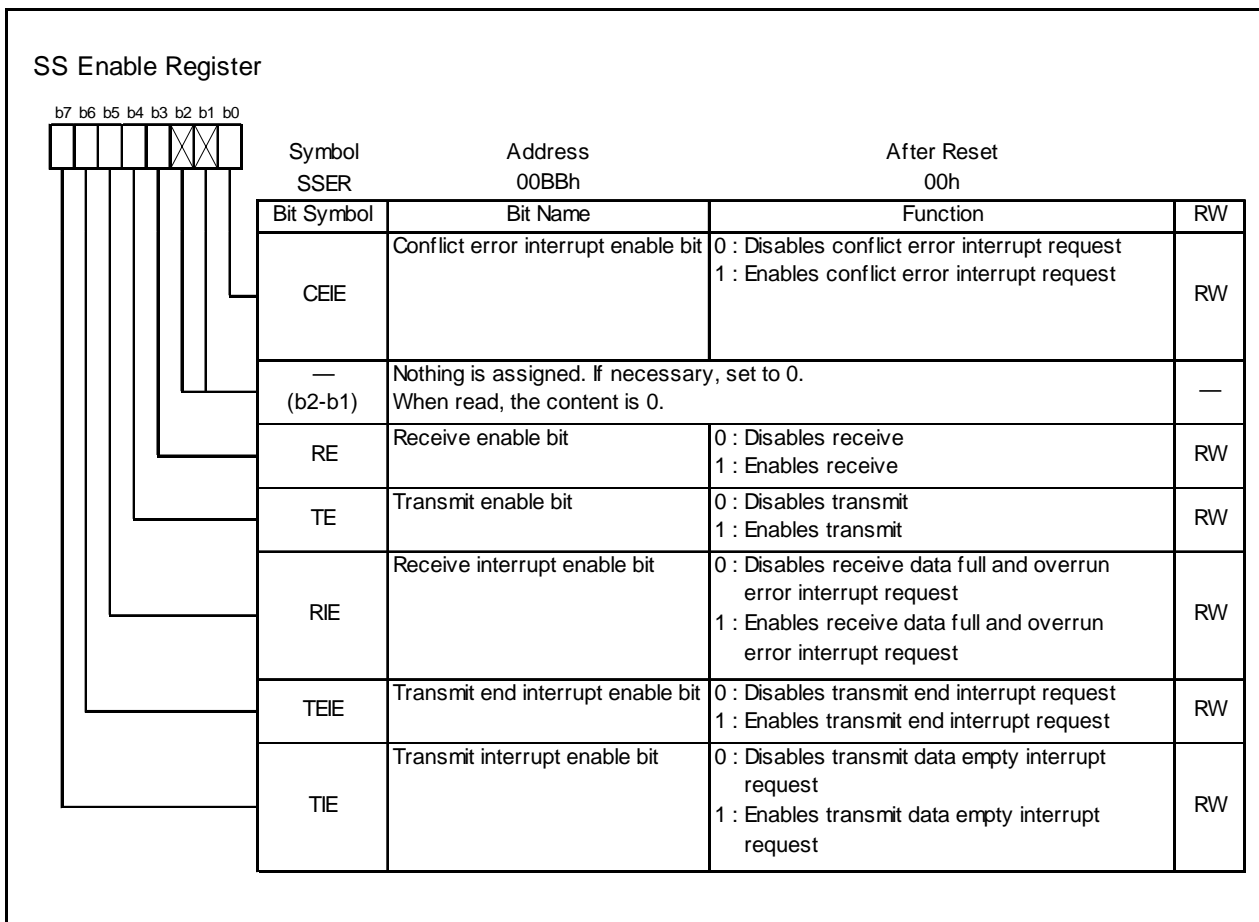 SS Enable Register
b7 b6 b5 b4 b3 b2 b1 b0
Symbol Address After Reset
SSER 00BBh 00h
Bit Symbol Bit Name Function RW
CEIE Conflict error interrupt enable bit 0 : Disables conflict error interrupt request RW
1 : Enables conflict error interrupt request
— Nothing is assigned. If necessary, set to 0. —
(b2-b1) When read, the content is 0.
RE Receive enable bit 0 : Disables receive RW
1 : Enables receive
TE Transmit enable bit 0 : Disables transmit RW
1 : Enables transmit
RIE Receive interrupt enable bit 0 : Disables receive data full and overrun RW
error interrupt request
1 : Enables receive data full and overrun
error interrupt request
TEIE Transmit end interrupt enable bit 0 : Disables transmit end interrupt request RW
1 : Enables transmit end interrupt request
TIE Transmit interrupt enable bit 0 : Disables transmit data empty interrupt RW
request
1 : Enables transmit data empty interrupt
request